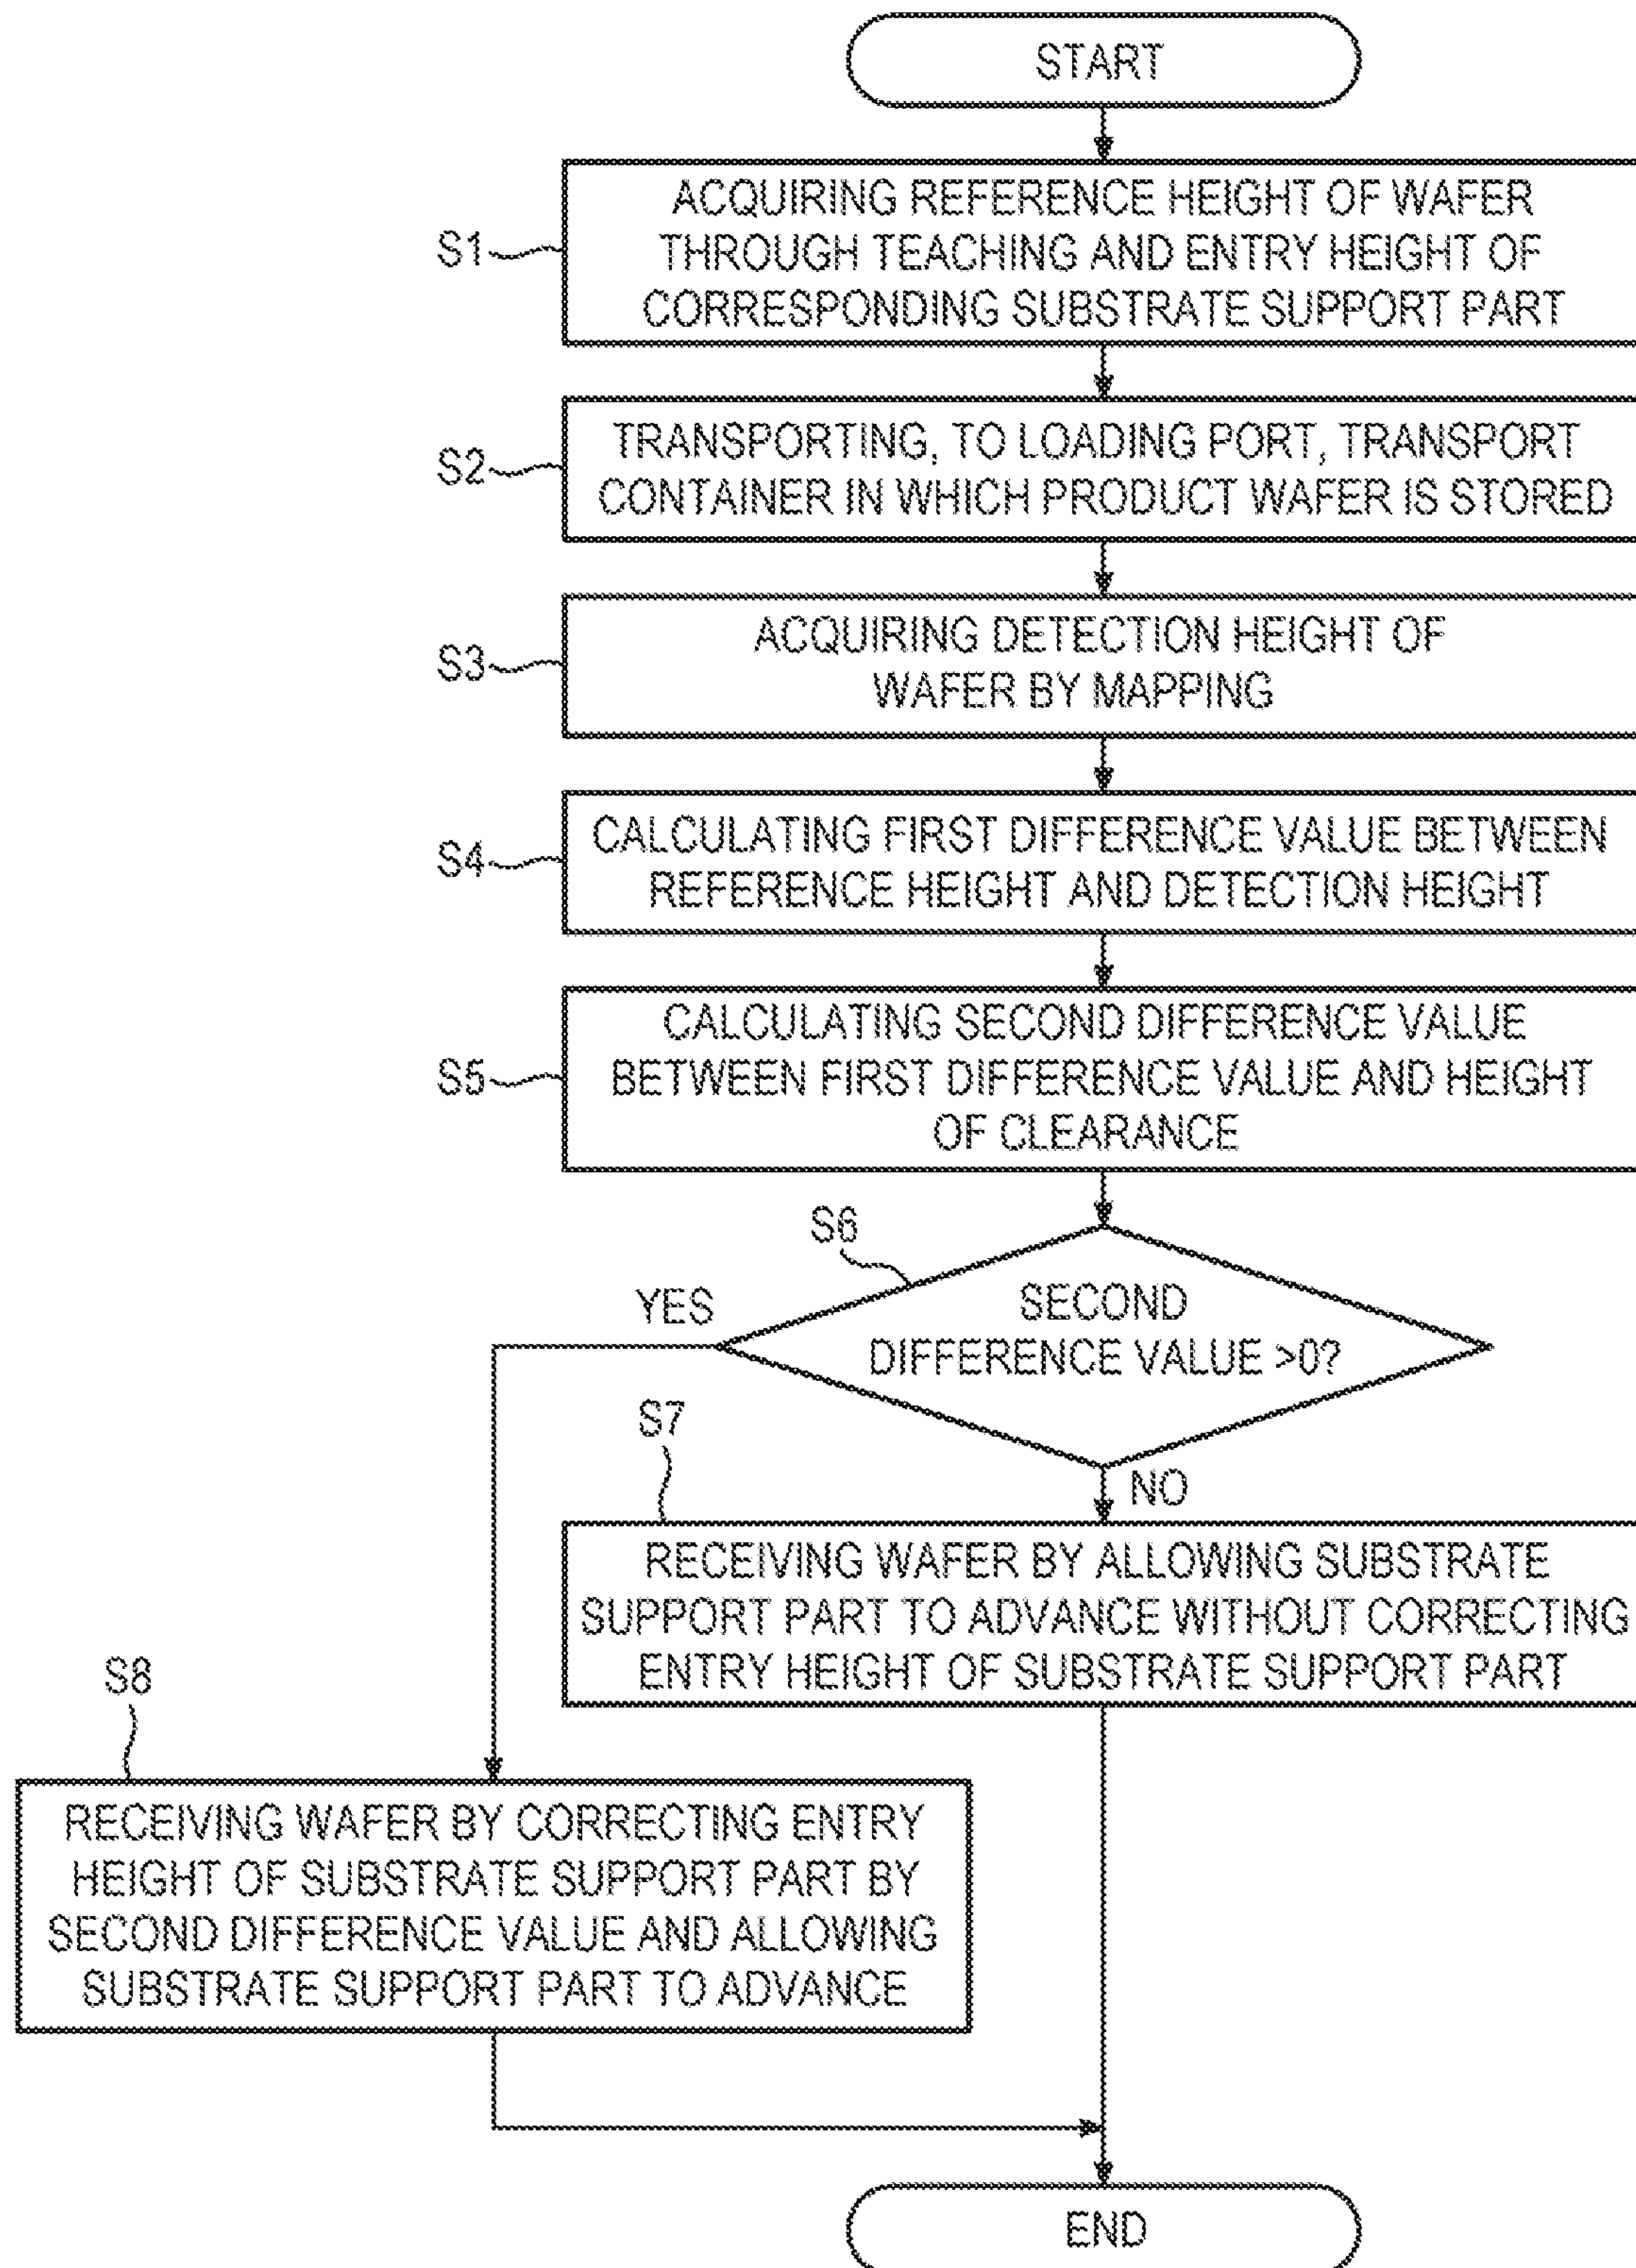 START
S1
ACQUIRING REFERENCE HEIGHT OF WAFER
THROUGH TEACHING AND ENTRY HEIGHT OF
CORRESPONDING SUBSTRATE SUPPORT PART
S2
TRANSPORTING, TO LOADING PORT, TRANSPORT
CONTAINER IN WHICH PRODUCT WAFER IS STORED
S3
ACQUIRING DETECTION HEIGHT OF
WAFER BY MAPPING
S4
CALCULATING FIRST DIFFERENCE VALUE BETWEEN
REFERENCE HEIGHT AND DETECTION HEIGHT
S5
CALCULATING SECOND DIFFERENCE VALUE
BETWEEN FIRST DIFFERENCE VALUE AND HEIGHT
OF CLEARANCE
S6
YES
SECOND
DIFFERENCE VALUE >0?
NO
S7
RECEIVING WAFER BY ALLOWING SUBSTRATE
SUPPORT PART TO ADVANCE WITHOUT CORRECTING
ENTRY HEIGHT OF SUBSTRATE SUPPORT PART
S8
RECEIVING WAFER BY CORRECTING ENTRY
HEIGHT OF SUBSTRATE SUPPORT PART BY
SECOND DIFFERENCE VALUE AND ALLOWING
SUBSTRATE SUPPORT PART TO ADVANCE
END